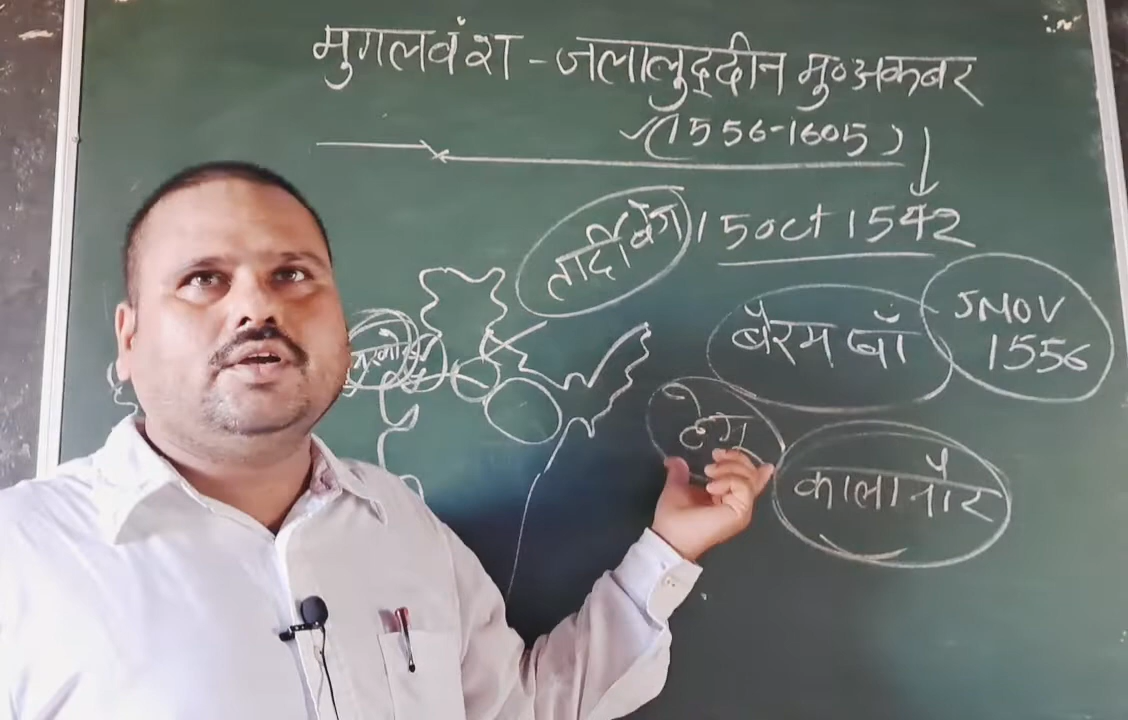 मुगलवंश - जलालुद्दीन मु० अकबर
(1556-1605)
तार्दी बेग
15 oct 1542
बैरम खाँ
5 NOV
1556
हेमू
कालानौर